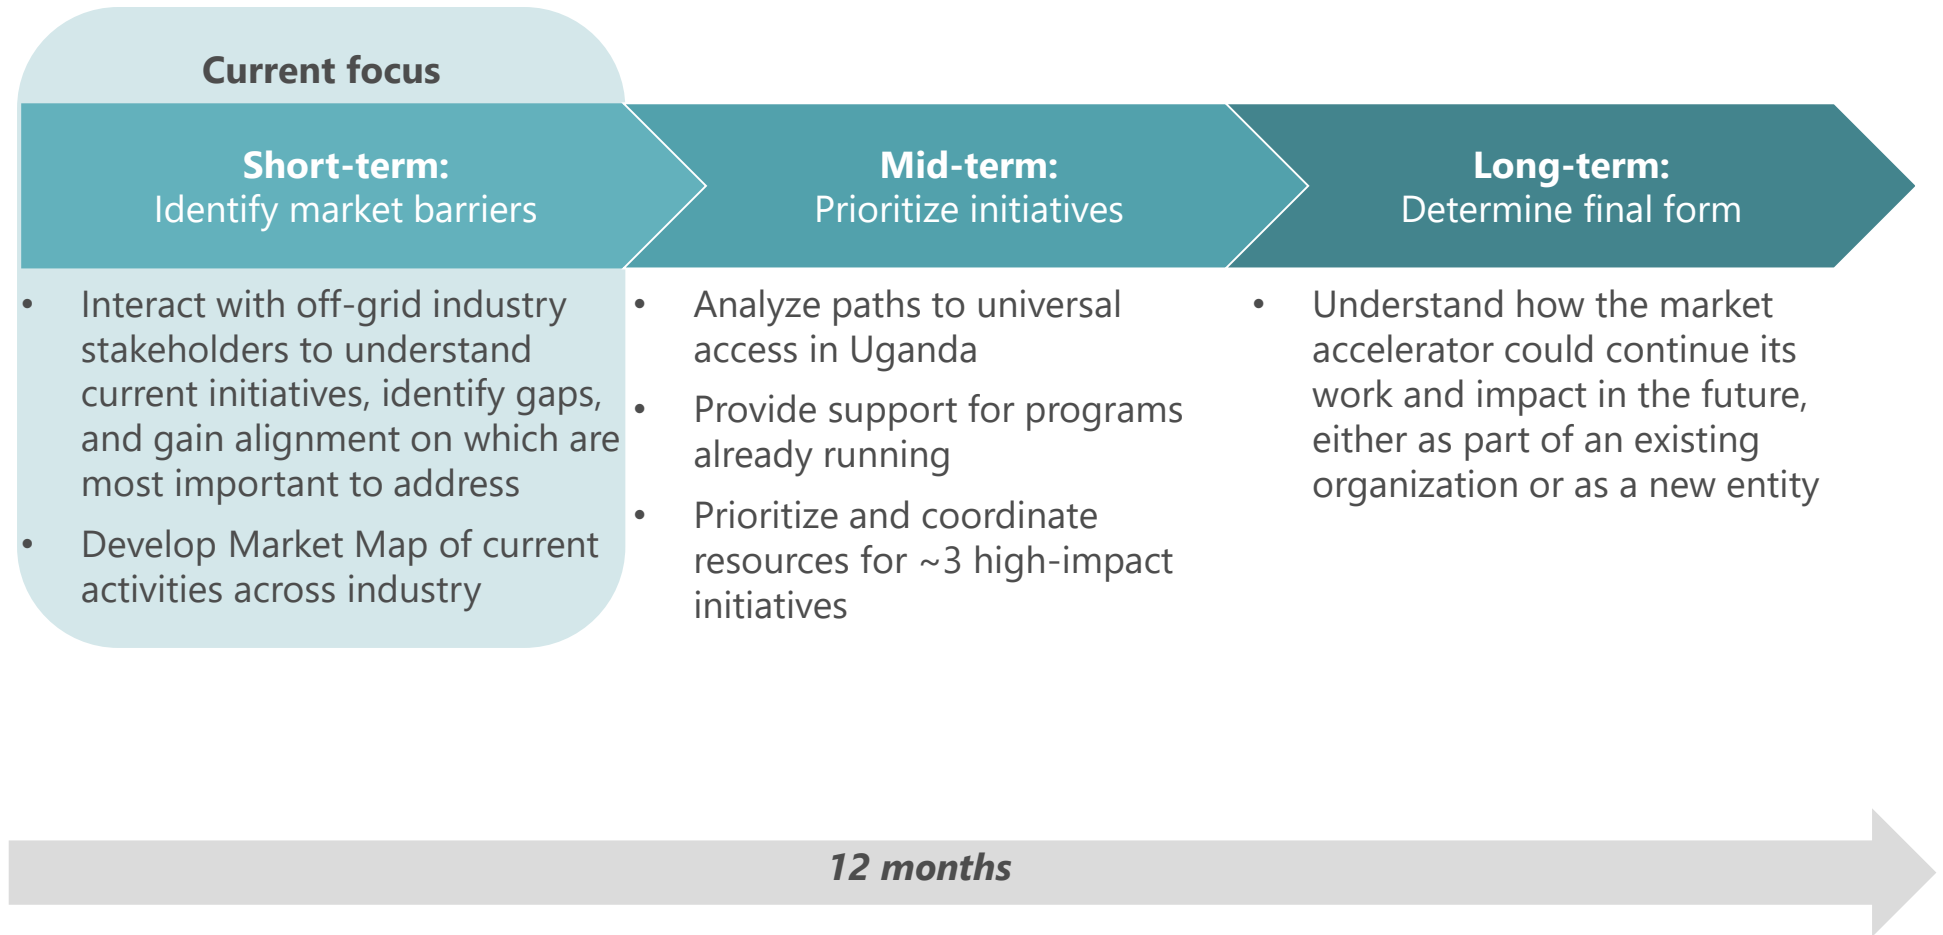 Current focus
Short-term:
Identify market barriers
• Interact with off-grid industry
stakeholders to understand
current initiatives, identify gaps,
and gain alignment on which are
most important to address
• Develop Market Map of current
activities across industry
Mid-term:
Prioritize initiatives
• Analyze paths to universal
access in Uganda
• Provide support for programs
already running
• Prioritize and coordinate
resources for ~3 high-impact
initiatives
Long-term:
Determine final form
• Understand how the market
accelerator could continue its
work and impact in the future,
either as part of an existing
organization or as a new entity
12 months